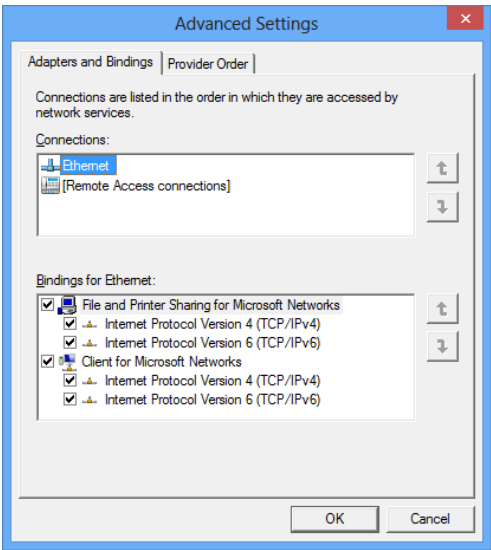 Advanced Settings
Adapters and Bindings
Provider Order
Connections are listed in the order in which they are accessed by
network services.
Connections:
Ethernet
[Remote Access connections]
Bindings for Ethernet:
File and Printer Sharing for Microsoft Networks
Internet Protocol Version 4 (TCP/IPv4)
Internet Protocol Version 6 (TCP/IPv6)
Client for Microsoft Networks
Internet Protocol Version 4 (TCP/IPv4)
Internet Protocol Version 6 (TCP/IPv6)
OK
Cancel